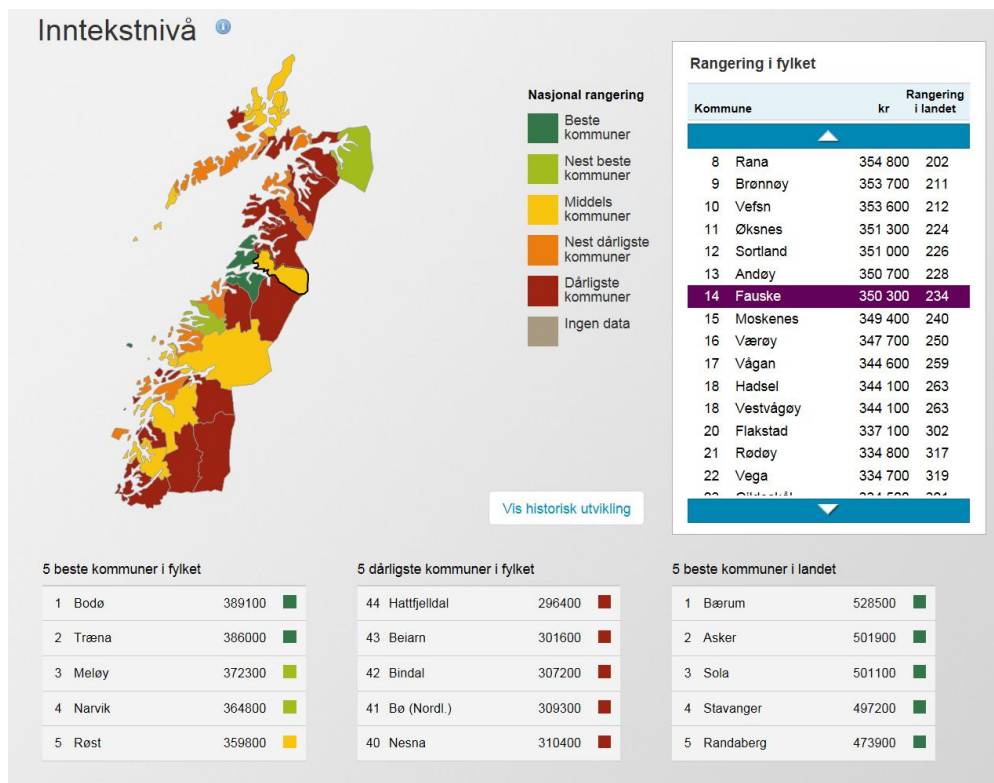 Inntekstnivå
Nasjonal rangering
Beste
kommuner
Nest beste
kommuner
Middels
kommuner
Nest dårligste
kommuner
Dårligste
kommuner
Ingen data
Vis historisk utvikling
Rangering i fylket
Kommune kr Rangering
i landet
8 Rana 354 800 202
9 Brønnøy 353 700 211
10 Vefsn 353 600 212
11 Øksnes 351 300 224
12 Sortland 351 000 226
13 Andøy 350 700 228
14 Fauske 350 300 234
15 Moskenes 349 400 240
16 Værøy 347 700 250
17 Vågan 344 600 259
18 Hadsel 344 100 263
18 Vestvågøy 344 100 263
20 Flakstad 337 100 302
21 Rødøy 334 800 317
22 Vega 334 700 319
5 beste kommuner i fylket
1 Bodø 389100
2 Træna 386000
3 Meløy 372300
4 Narvik 364800
5 Røst 359800
5 dårligste kommuner i fylket
44 Hattfjelldal 296400
43 Beiarn 301600
42 Bindal 307200
41 Bø (Nordl.) 309300
40 Nesna 310400
5 beste kommuner i landet
1 Bærum 528500
2 Asker 501900
3 Sola 501100
4 Stavanger 497200
5 Randaberg 473900